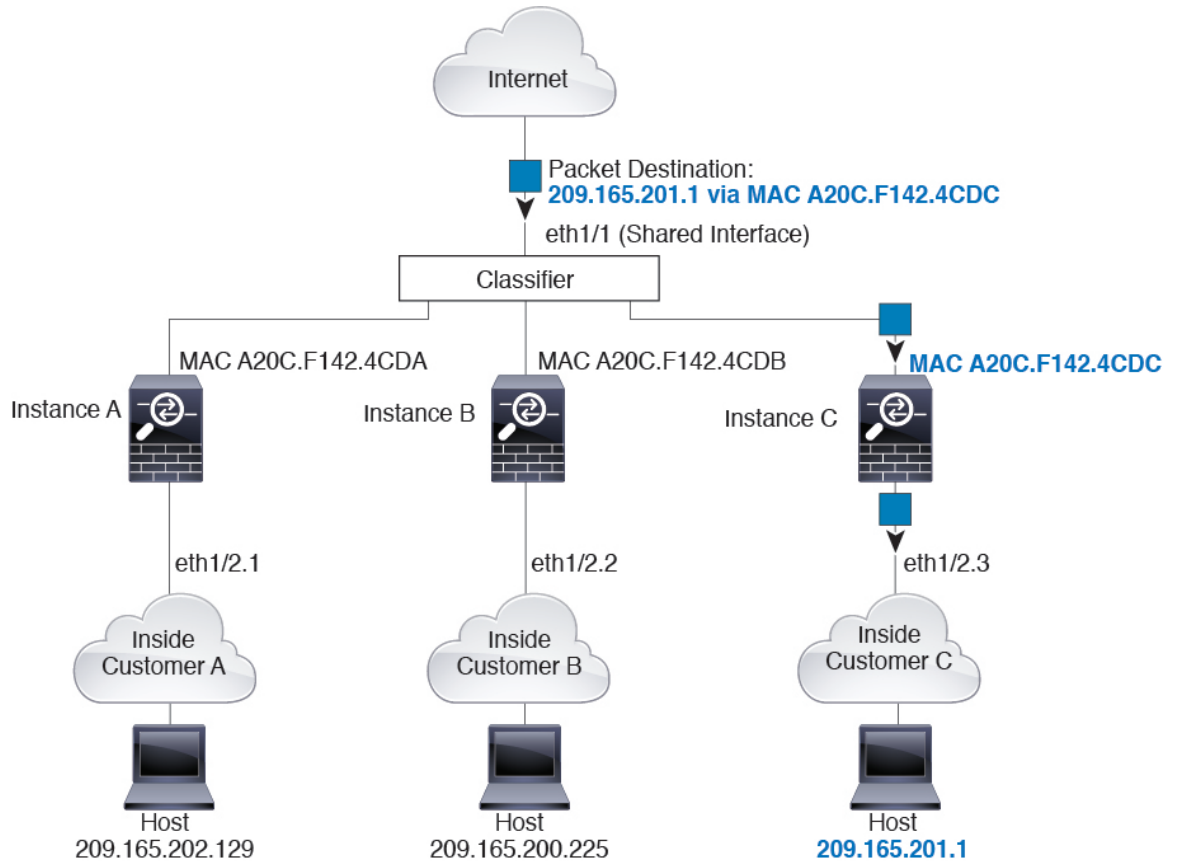 Internet
Packet Destination:
209.165.201.1 via MAC A20C.F142.4CDC
eth1/1 (Shared Interface)
Classifier
MAC A20C.F142.4CDA
MAC A20C.F142.4CDB
MAC A20C.F142.4CDC
Instance A
Instance B
Instance C
eth1/2.1
eth1/2.2
eth1/2.3
Inside
Customer A
Inside
Customer B
Inside
Customer C
Host
209.165.202.129
Host
209.165.200.225
Host
209.165.201.1